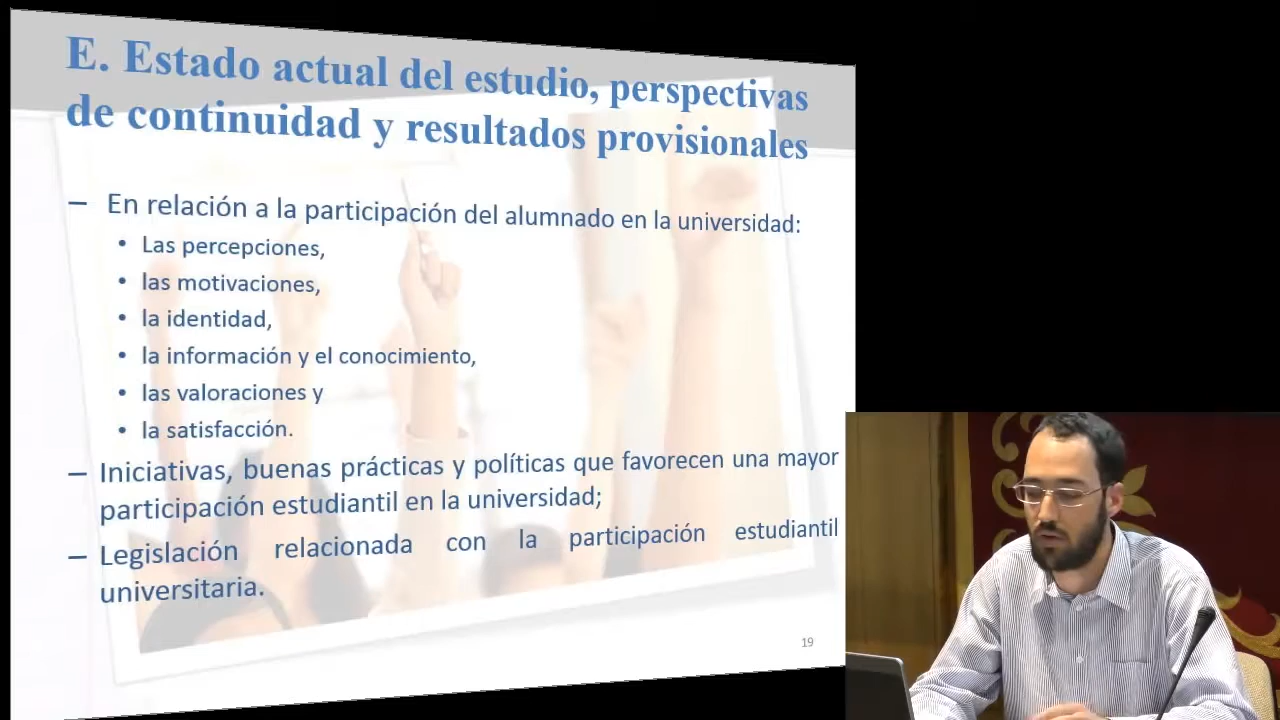 E. Estado actual del estudio, perspectivas
de continuidad y resultados provisionales
– En relación a la participación del alumnado en la universidad:
• Las percepciones,
• las motivaciones,
• la identidad,
• la información y el conocimiento,
• las valoraciones y
• la satisfacción.
– Iniciativas, buenas prácticas y políticas que favorecen una mayor
participación estudiantil en la universidad;
– Legislación relacionada con la participación estudiantil
universitaria.
19